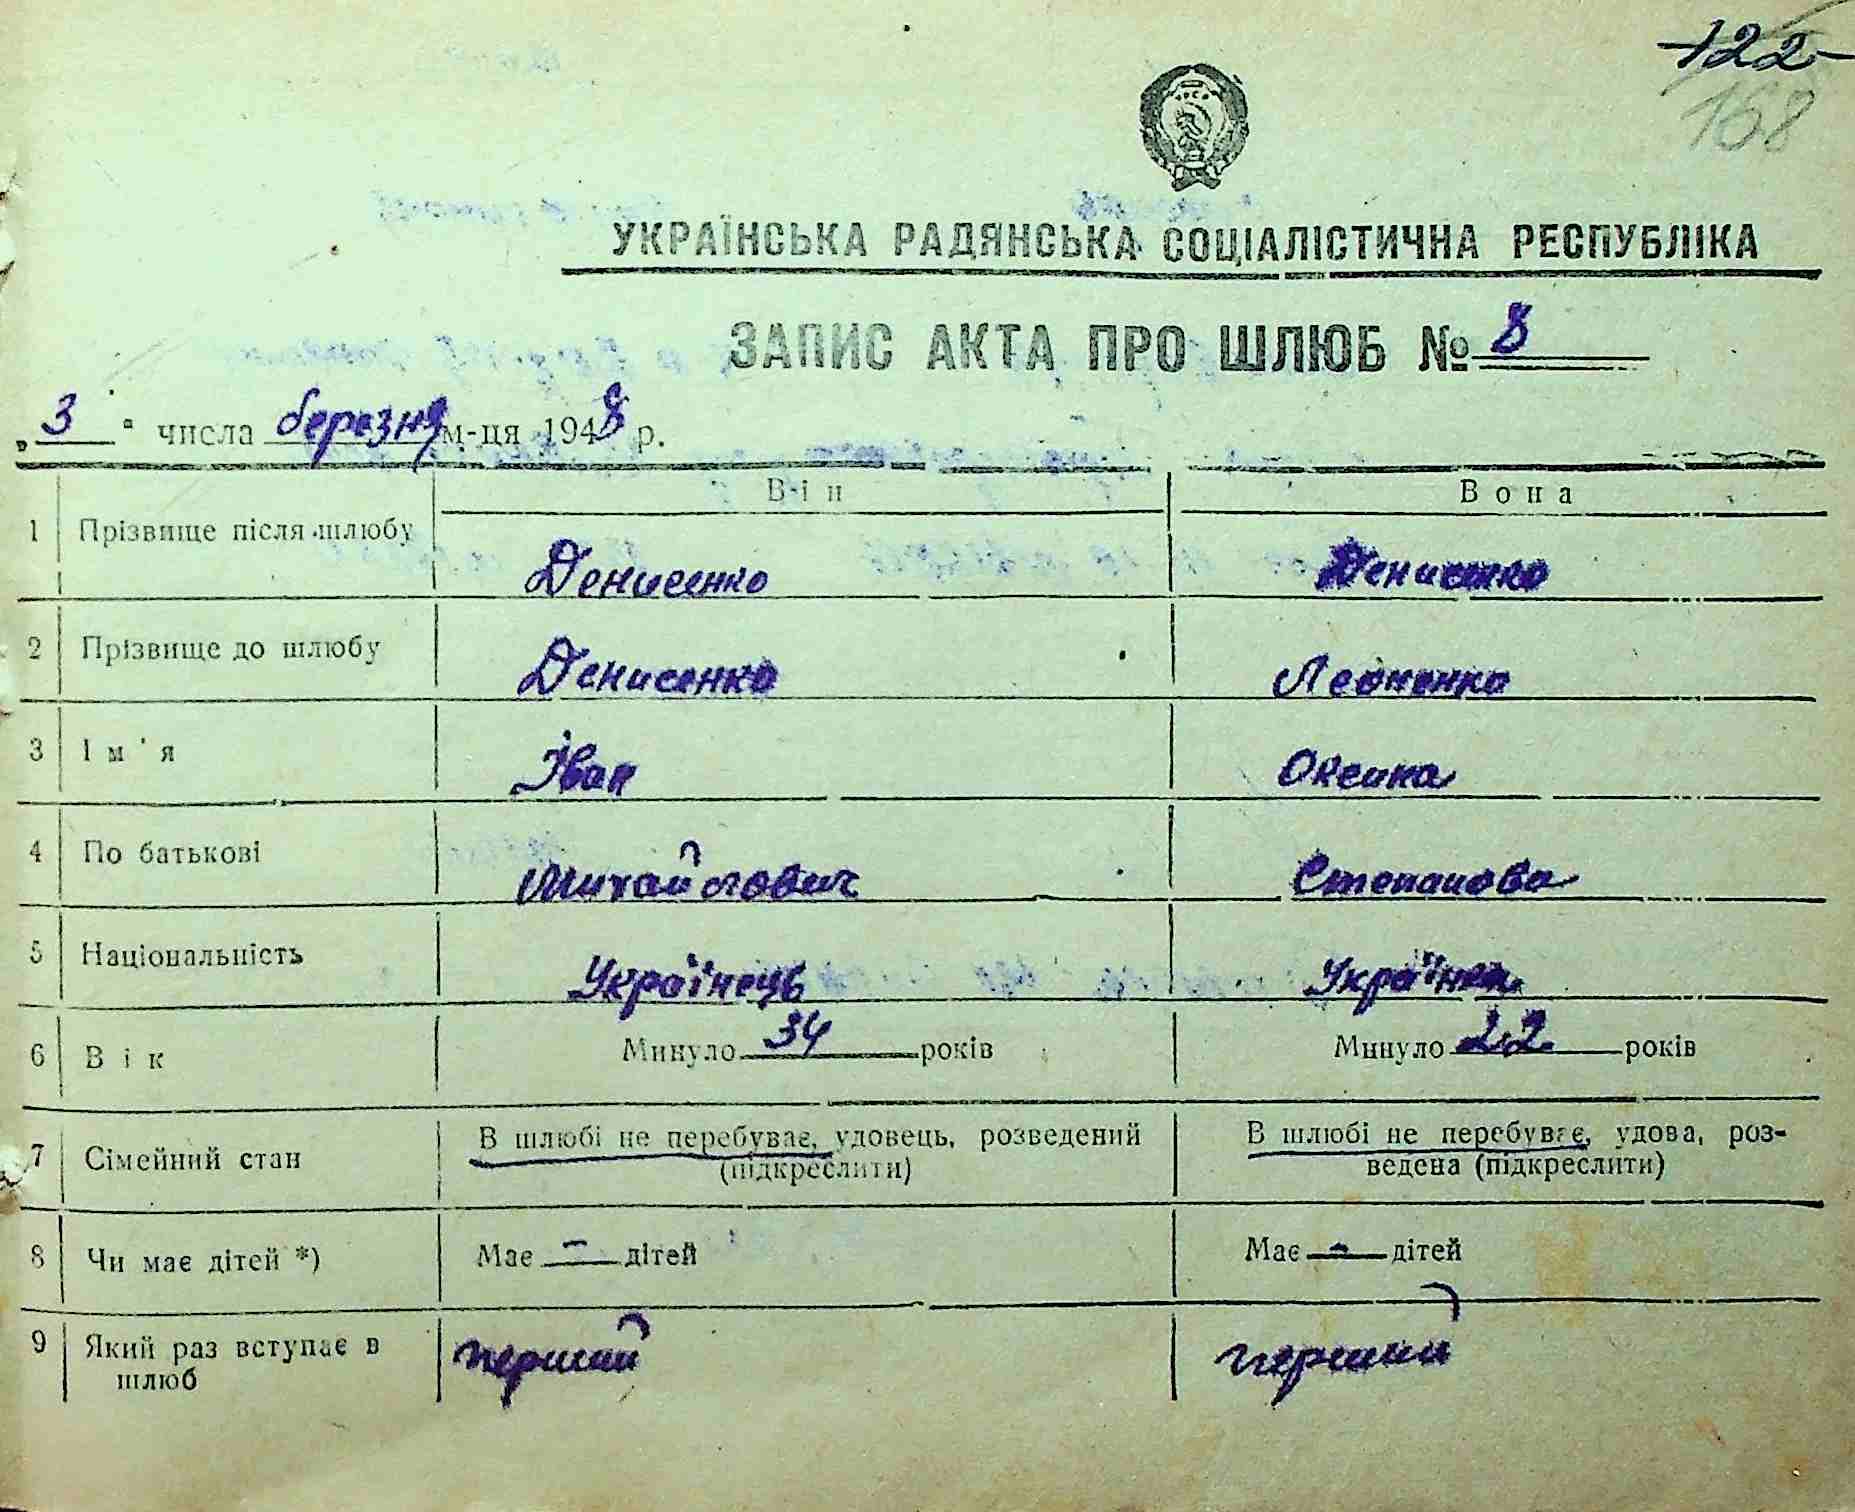 -122-
168
УКРАЇНСЬКА РАДЯНСЬКА СОЦІАЛІСТИЧНА РЕСПУБЛІКА
ЗАПИС АКТА ПРО ШЛЮБ № 8
„3" числа березня м-ця 1948 р.
Він Вона
1 Прізвище після шлюбу Денисенко Денисенко
2 Прізвище до шлюбу Денисенко Леоненко
3 Ім'я Іван Оксина
4 По батькові Михайлович Степанова
5 Національність Українець Українка
6 Вік Минуло 34 років Минуло 22 років
7 Сімейний стан В шлюбі не перебуває, удовець, розведений (підкреслити) В шлюбі не перебуває, удова, роз-
ведена (підкреслити)
8 Чи має дітей *) Має - дітей Має - дітей
9 Який раз вступає в шлюб перший перший